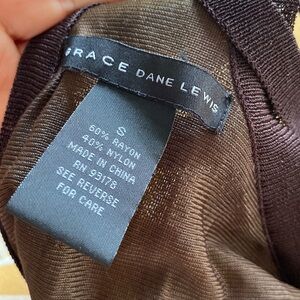 GRACE DANE LEWIS
S
60% RAYON
40% NYLON
MADE IN CHINA
RN 93178
SEE REVERSE
FOR CARE